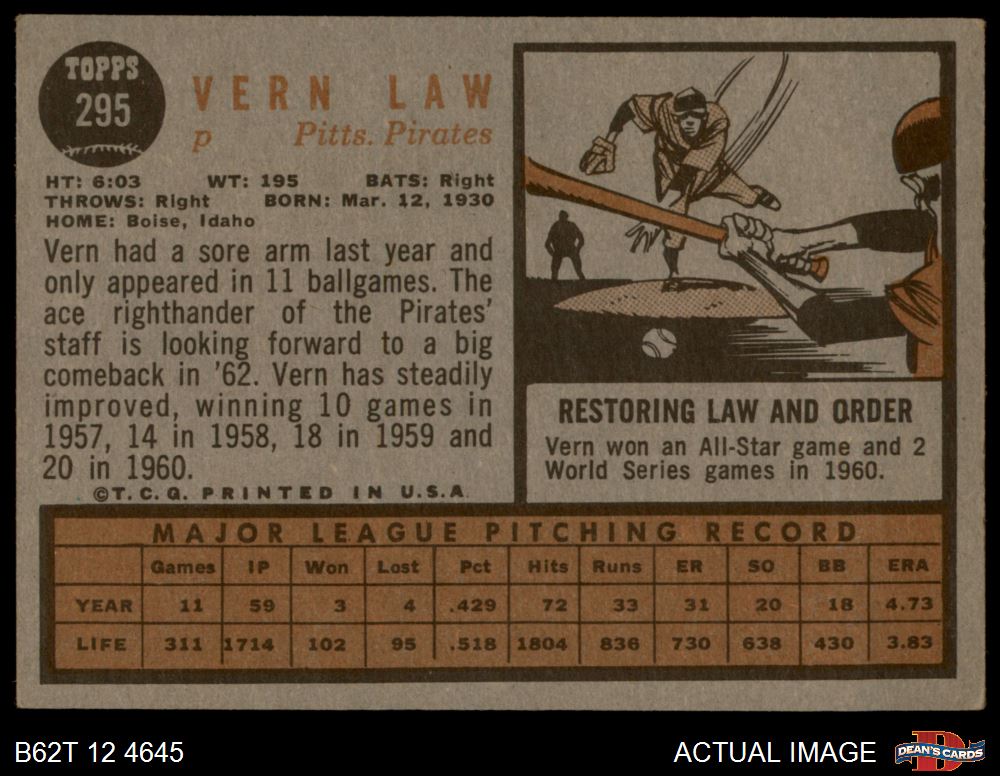 TOPPS
295
VERN LAW
p Pitts. Pirates
HT: 6:03 WT: 195 BATS: Right
THROWS: Right BORN: Mar. 12, 1930
HOME: Boise, Idaho
Vern had a sore arm last year and
only appeared in 11 ballgames. The
ace righthander of the Pirates'
staff is looking forward to a big
comeback in '62. Vern has steadily
improved, winning 10 games in
1957, 14 in 1958, 18 in 1959 and
20 in 1960.
©T.C.G. PRINTED IN U.S.A.
RESTORING LAW AND ORDER
Vern won an All-Star game and 2
World Series games in 1960.
MAJOR LEAGUE PITCHING RECORD
Games IP Won Lost Pct Hits Runs ER SO BB ERA
YEAR 11 59 3 4 .429 72 33 31 20 18 4.73
LIFE 311 1714 102 95 .518 1804 836 730 638 430 3.83
B62T 12 4645
ACTUAL IMAGE
DEAN'S CARDS